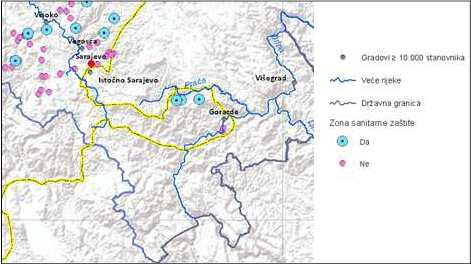 Visoko
Vogosca
Sarajevo
Istočno Sarajevo
Prača
Višegrad
Goražde
Gradovi ≥ 10.000 stanovnika
Veće rijeke
Državna granica
Zona sanitarne zaštite
Da
Ne